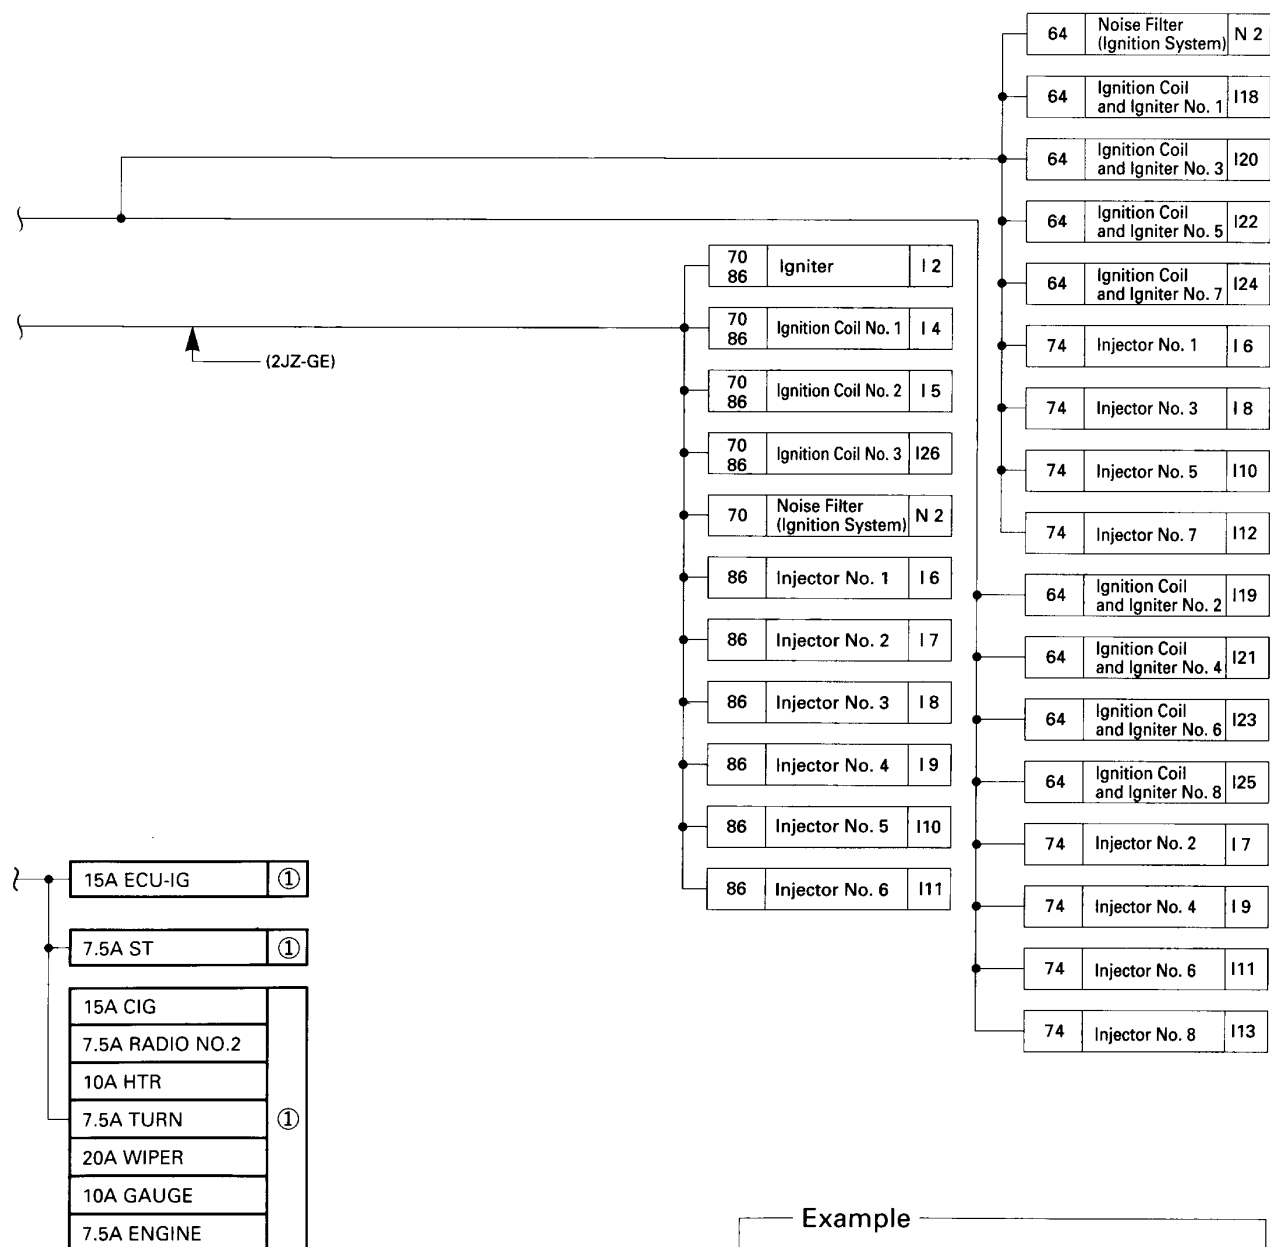 64 Noise Filter (Ignition System) N 2
64 Ignition Coil and Igniter No. 1 I18
64 Ignition Coil and Igniter No. 3 I20
64 Ignition Coil and Igniter No. 5 I22
64 Ignition Coil and Igniter No. 7 I24
74 Injector No. 1 I 6
74 Injector No. 3 I 8
74 Injector No. 5 I10
74 Injector No. 7 I12
64 Ignition Coil and Igniter No. 2 I19
64 Ignition Coil and Igniter No. 4 I21
64 Ignition Coil and Igniter No. 6 I23
64 Ignition Coil and Igniter No. 8 I25
74 Injector No. 2 I 7
74 Injector No. 4 I 9
74 Injector No. 6 I11
74 Injector No. 8 I13
70 86 Igniter I 2
70 86 Ignition Coil No. 1 I 4
70 86 Ignition Coil No. 2 I 5
70 86 Ignition Coil No. 3 I26
70 Noise Filter (Ignition System) N 2
86 Injector No. 1 I 6
86 Injector No. 2 I 7
86 Injector No. 3 I 8
86 Injector No. 4 I 9
86 Injector No. 5 I10
86 Injector No. 6 I11
(2JZ-GE)
15A ECU-IG ①
7.5A ST ①
15A CIG
7.5A RADIO NO.2
10A HTR
7.5A TURN ①
20A WIPER
10A GAUGE
7.5A ENGINE
Example